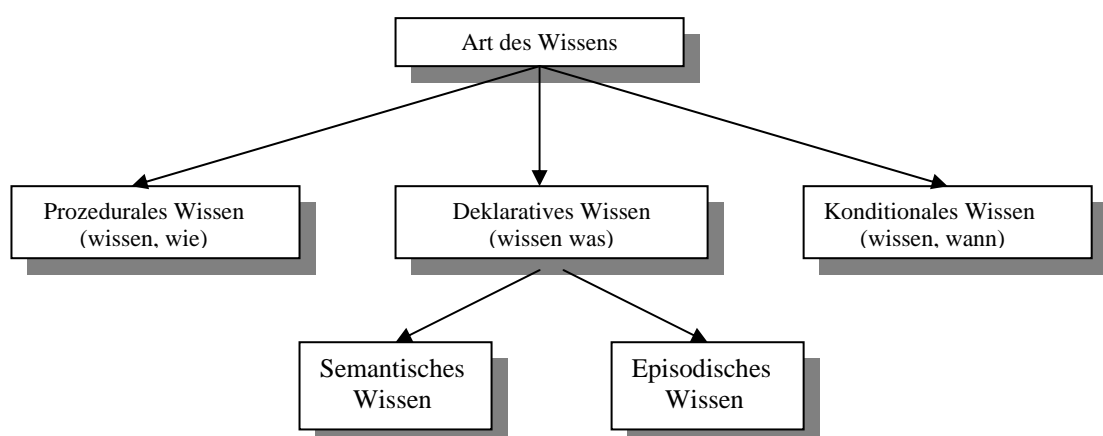 Art des Wissens
Prozedurales Wissen
(wissen, wie)
Deklaratives Wissen
(wissen was)
Konditionales Wissen
(wissen, wann)
Semantisches
Wissen
Episodisches
Wissen